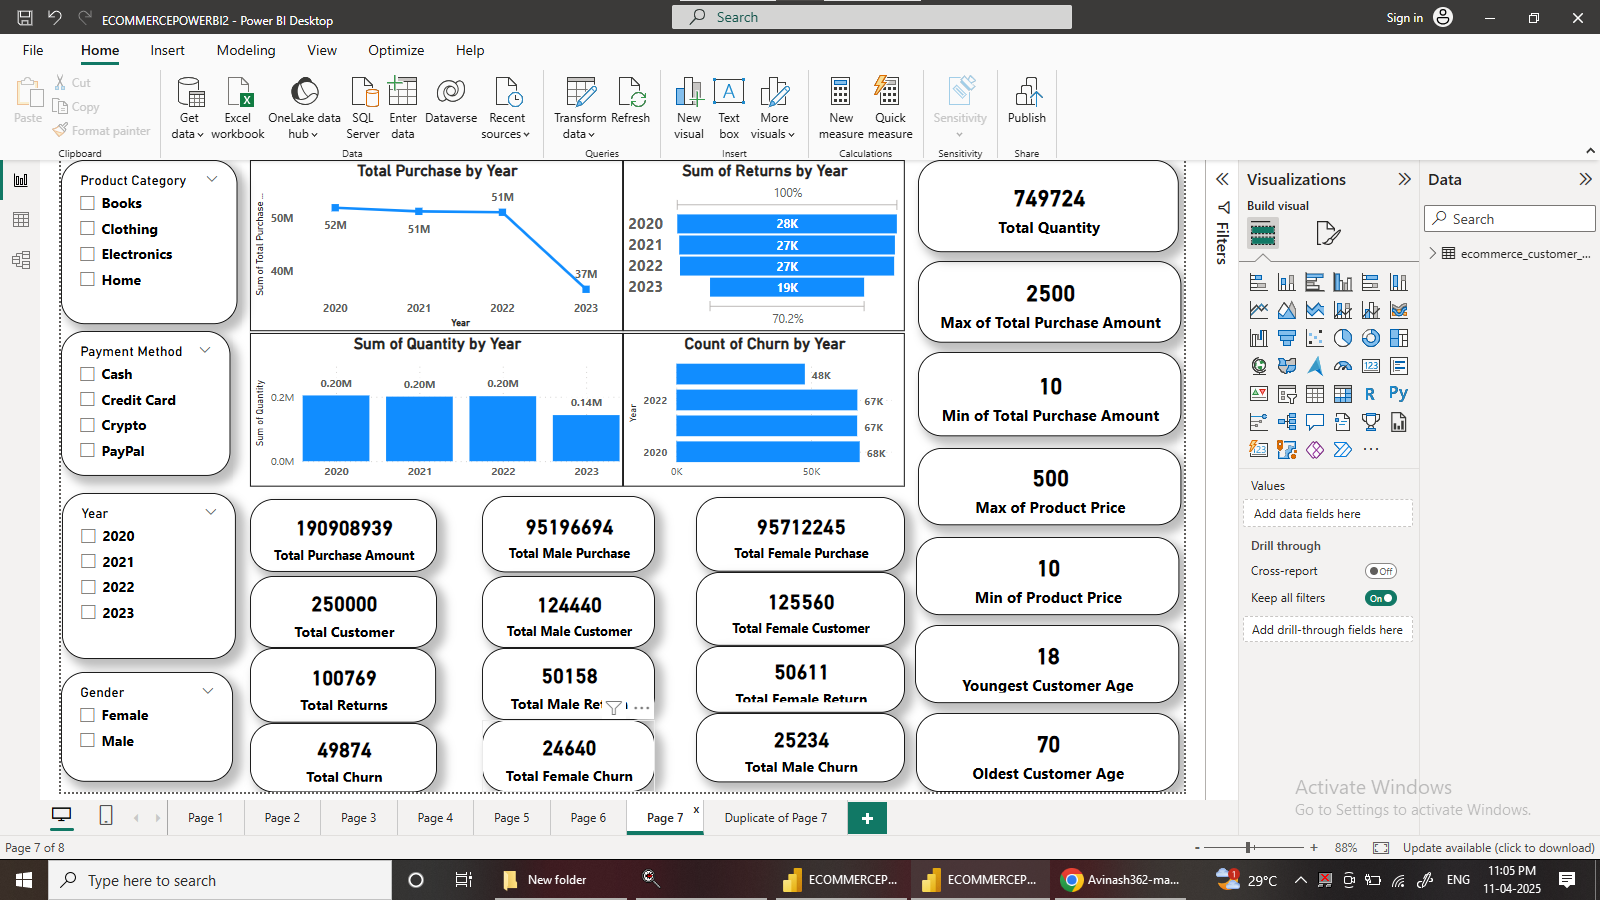 ECOMMERCEPOWERBI2 - Power BI Desktop
Search
Sign in
File
Home
Insert
Modeling
View
Optimize
Help
Paste
Cut
Copy
Format painter
Clipboard
Get data
Excel workbook
OneLake data hub
SQL Server
Enter data
Dataverse
Recent sources
Data
Transform data
Refresh
Queries
New visual
Text box
More visuals
Insert
New measure
Quick measure
Calculations
Sensitivity
Sensitivity
Publish
Share
Product Category
Books
Clothing
Electronics
Home
Payment Method
Cash
Credit Card
Crypto
PayPal
Year
2020
2021
2022
2023
Gender
Female
Male
Total Purchase by Year
Sum of Total Purchase ...
50M
40M
52M
51M
51M
37M
2020
2021
2022
2023
Year
Sum of Returns by Year
100%
2020
28K
2021
27K
2022
27K
2023
19K
70.2%
Sum of Quantity by Year
Sum of Quantity
0.2M
0.0M
0.20M
0.20M
0.20M
0.14M
2020
2021
2022
2023
Count of Churn by Year
Year
48K
2022
67K
67K
2020
68K
0K
50K
190908939
Total Purchase Amount
95196694
Total Male Purchase
95712245
Total Female Purchase
250000
Total Customer
124440
Total Male Customer
125560
Total Female Customer
100769
Total Returns
50158
Total Male Re
50611
Total Female Return
49874
Total Churn
24640
Total Female Churn
25234
Total Male Churn
749724
Total Quantity
2500
Max of Total Purchase Amount
10
Min of Total Purchase Amount
500
Max of Product Price
10
Min of Product Price
18
Youngest Customer Age
70
Oldest Customer Age
Filters
Visualizations
Build visual
123
R
Py
123
Values
Add data fields here
Drill through
Cross-report
Off
Keep all filters
On
Add drill-through fields here
Data
Search
ecommerce_customer_...
Activate Windows
Go to Settings to activate Windows.
Page 1
Page 2
Page 3
Page 4
Page 5
Page 6
Page 7
x
Duplicate of Page 7
+
Page 7 of 8
-
+
88%
Update available (click to download)
Type here to search
New folder
ECOMMERCEP...
ECOMMERCEP...
Avinash362-ma...
1
29°C
ENG
11:05 PM
11-04-2025